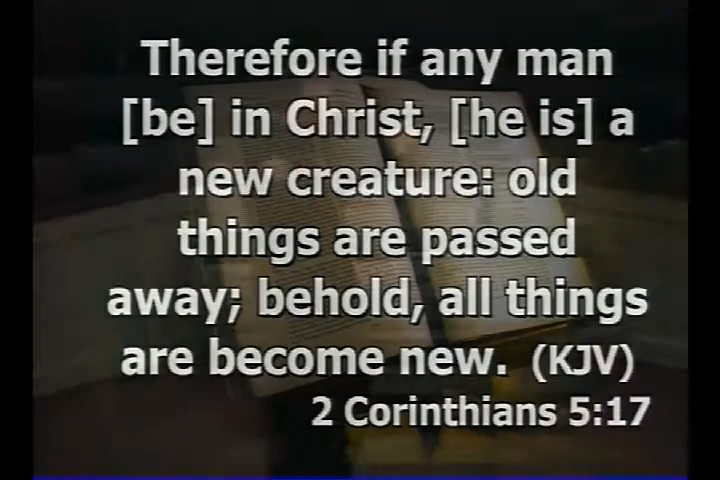 Therefore if any man
[be] in Christ, [he is] a
new creature: old
things are passed
away; behold, all things
are become new. (KJV)
2 Corinthians 5:17